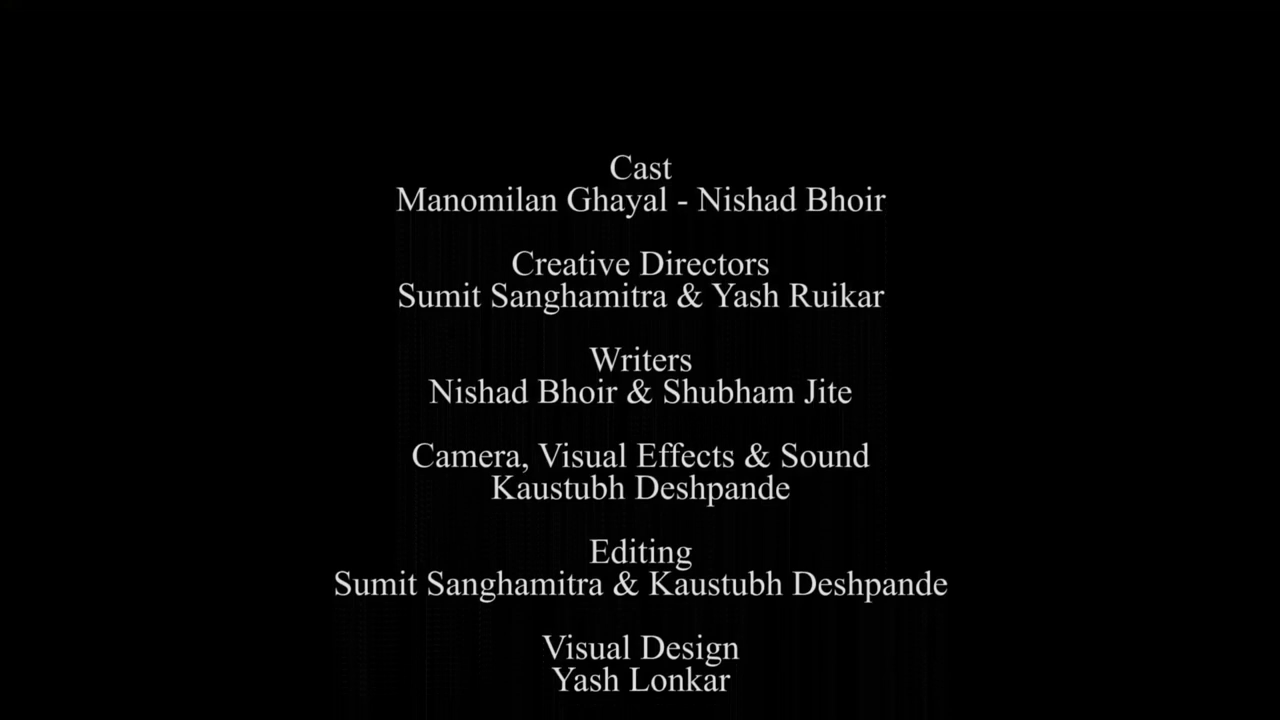 Cast
Manomilan Ghayal - Nishad Bhoir
Creative Directors
Sumit Sanghamitra & Yash Ruikar
Writers
Nishad Bhoir & Shubham Jite
Camera, Visual Effects & Sound
Kaustubh Deshpande
Editing
Sumit Sanghamitra & Kaustubh Deshpande
Visual Design
Yash Lonkar